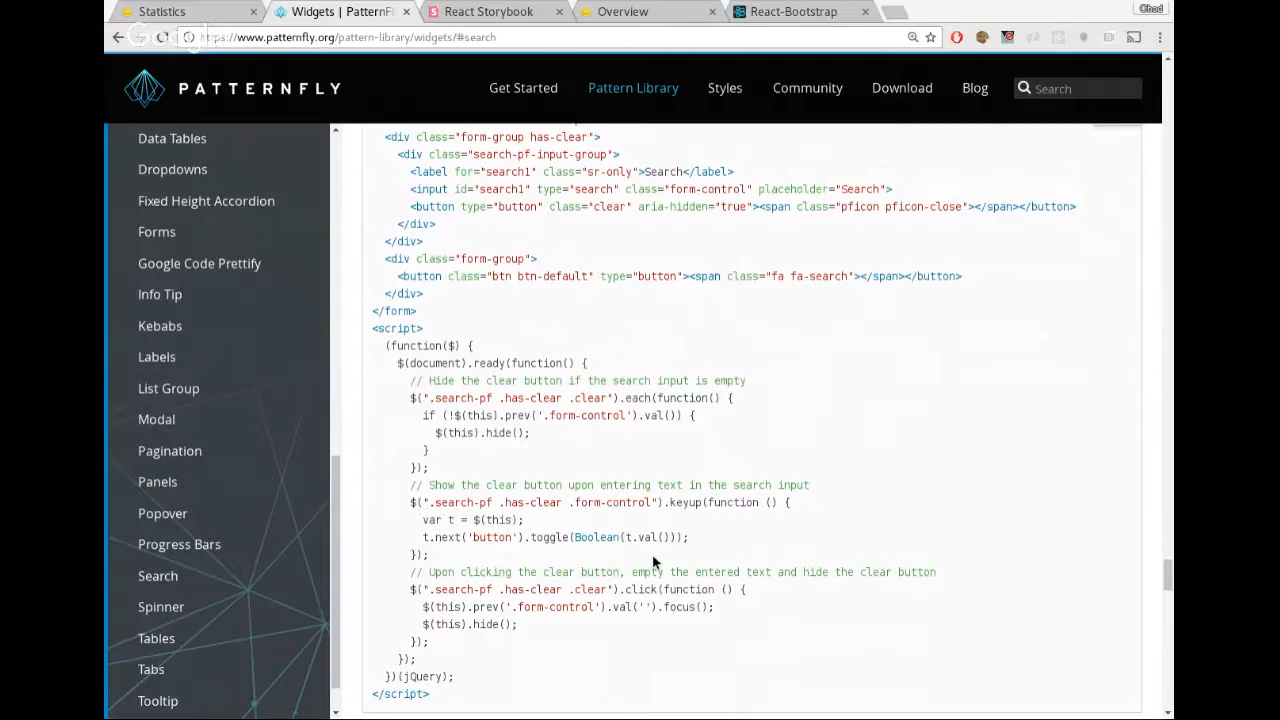 Statistics
Widgets | PatternFl
React Storybook
Overview
React-Bootstrap
Chad
https://www.patternfly.org/pattern-library/widgets/#search
PATTERNFLY
Get Started
Pattern Library
Styles
Community
Download
Blog
Search
Data Tables
Dropdowns
Fixed Height Accordion
Forms
Google Code Prettify
Info Tip
Kebabs
Labels
List Group
Modal
Pagination
Panels
Popover
Progress Bars
Search
Spinner
Tables
Tabs
Tooltip
<div class="form-group has-clear">
<div class="search-pf-input-group">
<label for="search1" class="sr-only">Search</label>
<input id="search1" type="search" class="form-control" placeholder="Search">
<button type="button" class="clear" aria-hidden="true"><span class="pficon pficon-close"></span></button>
</div>
</div>
<div class="form-group">
<button class="btn btn-default" type="button"><span class="fa fa-search"></span></button>
</div>
</form>
<script>
(function($) {
$(document).ready(function() {
// Hide the clear button if the search input is empty
$(".search-pf .has-clear .clear").each(function() {
if (!$(this).prev('.form-control').val()) {
$(this).hide();
}
});
// Show the clear button upon entering text in the search input
$(".search-pf .has-clear .form-control").keyup(function () {
var t = $(this);
t.next('button').toggle(Boolean(t.val()));
});
// Upon clicking the clear button, empty the entered text and hide the clear button
$(".search-pf .has-clear .clear").click(function () {
$(this).prev('.form-control').val('').focus();
$(this).hide();
});
});
})(jQuery);
</script>